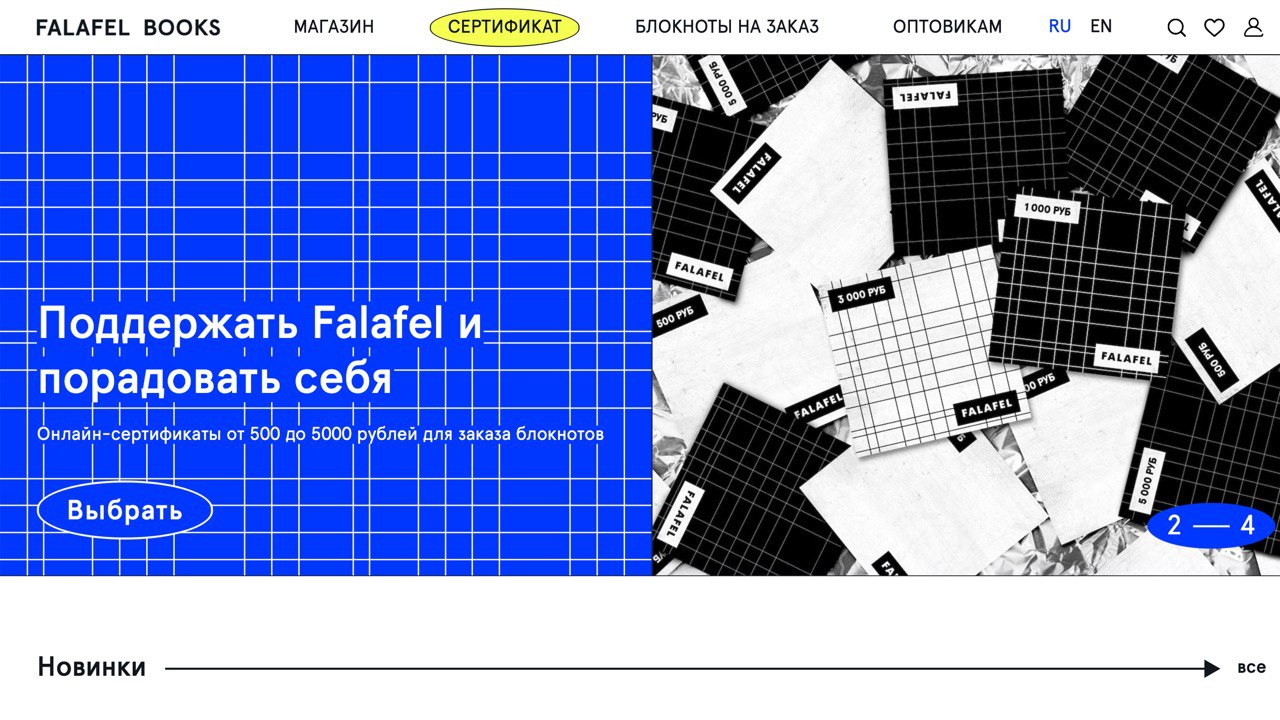 FALAFEL BOOKS
МАГАЗИН
СЕРТИФИКАТ
БЛОКНОТЫ НА ЗАКАЗ
ОПТОВИКАМ
RU EN
Поддержать Falafel и
порадовать себя
Онлайн-сертификаты от 500 до 5000 рублей для заказа блокнотов
Выбрать
5 000 РУБ
РУБ
FALAFEL
FALAFEL
FALAFEL
1 000 РУБ
FALAFEL
3 000 РУБ
500 РУБ
FALAFEL
500 РУБ
FALAFEL
FALAFEL
РУБ
5 000 РУБ
FALAFEL
2 — 4
Новинки
все